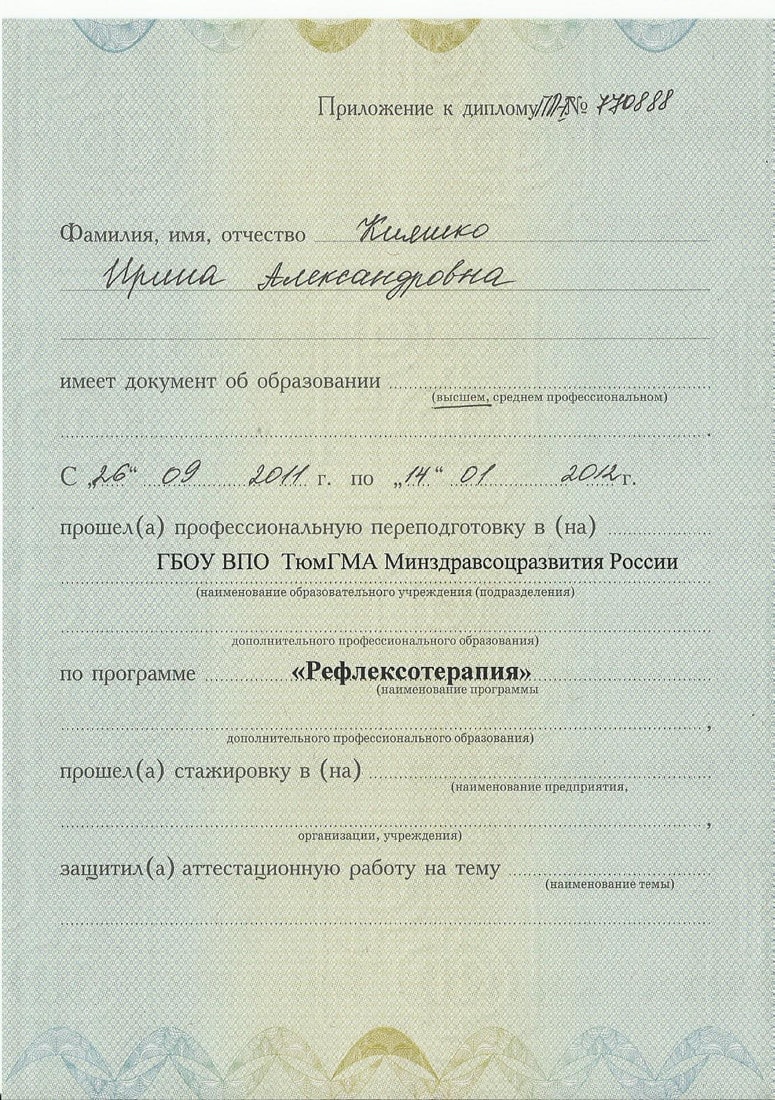 Приложение к диплому ПП-I № 770888
Фамилия, имя, отчество Кияшко
Ирина Александровна
имеет документ об образовании
(высшем, среднем профессиональном)
С „26“ 09 2011 г. по „14“ 01 2012 г.
прошел(а) профессиональную переподготовку в (на)
ГБОУ ВПО ТюмГМА Минздравсоцразвития России
(наименование образовательного учреждения (подразделения)
дополнительного профессионального образования)
по программе «Рефлексотерапия»
(наименование программы
дополнительного профессионального образования) ,
прошел(а) стажировку в (на)
(наименование предприятия,
организации, учреждения) ,
защитил(а) аттестационную работу на тему
(наименование темы)